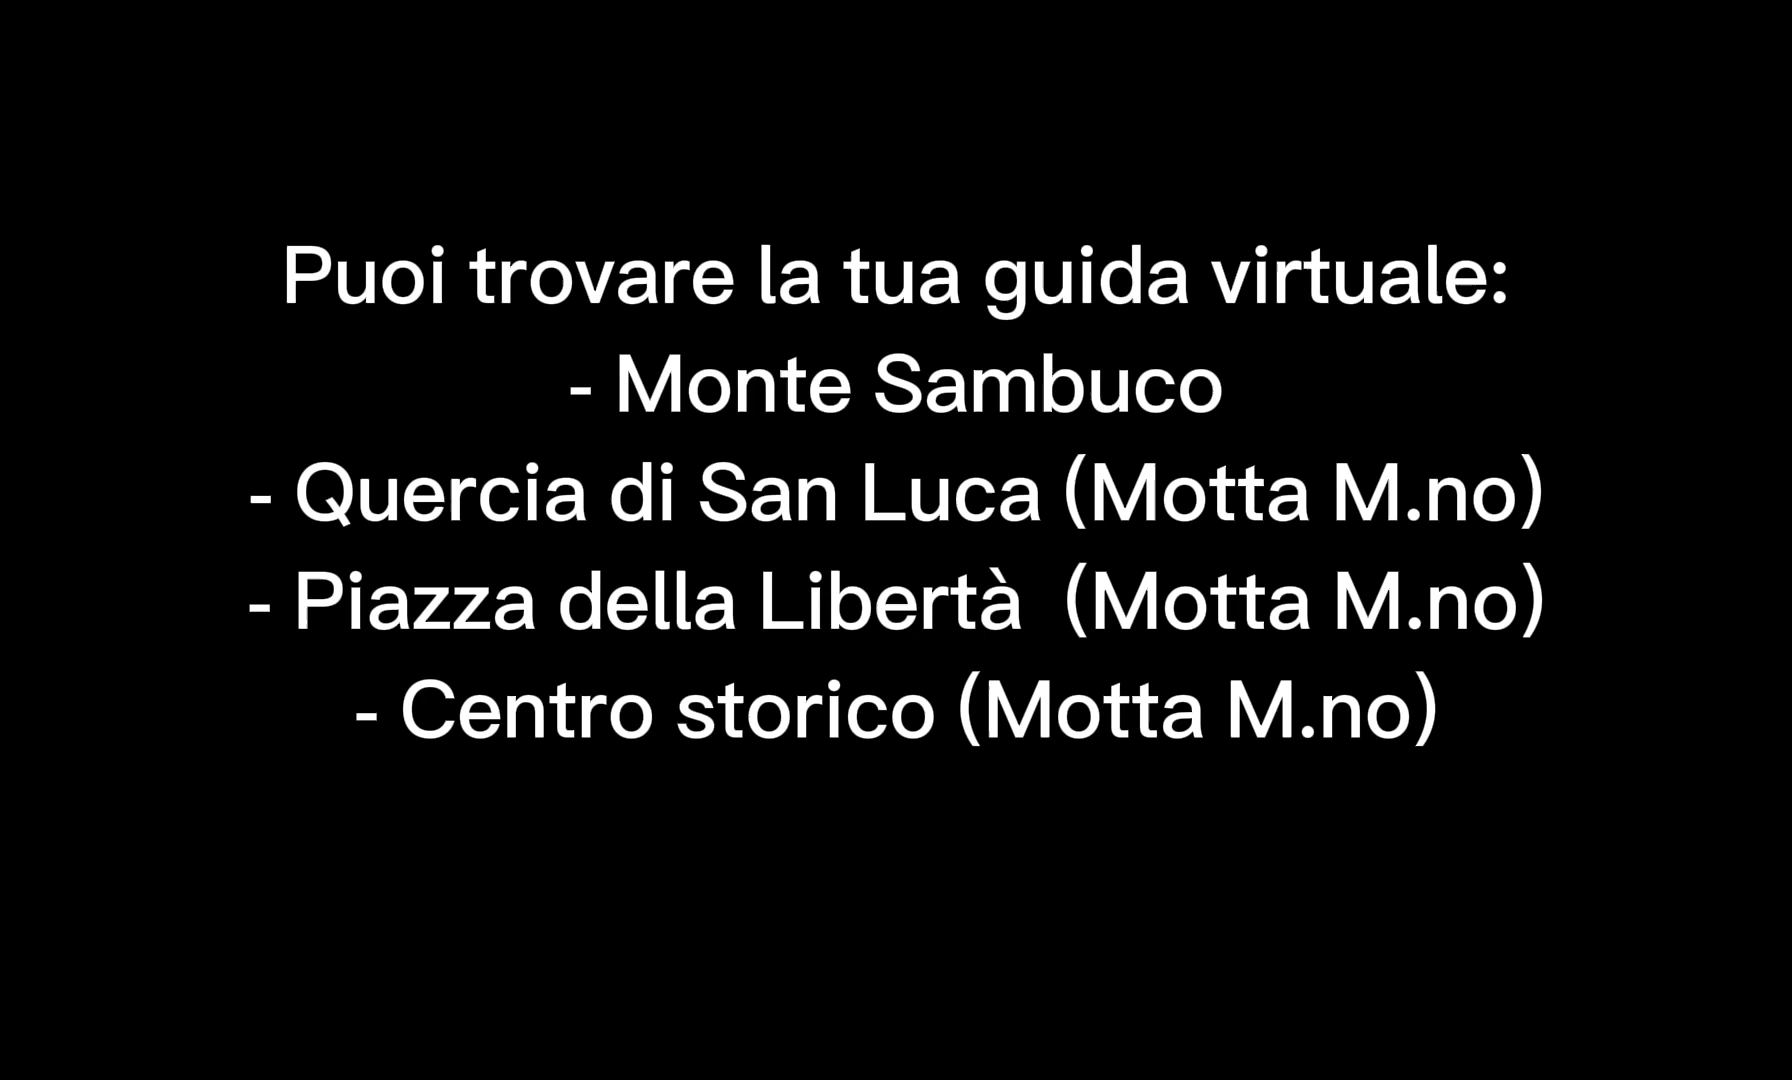 Puoi trovare la tua guida virtuale:
- Monte Sambuco
- Quercia di San Luca (Motta M.no)
- Piazza della Libertà  (Motta M.no)
- Centro storico (Motta M.no)